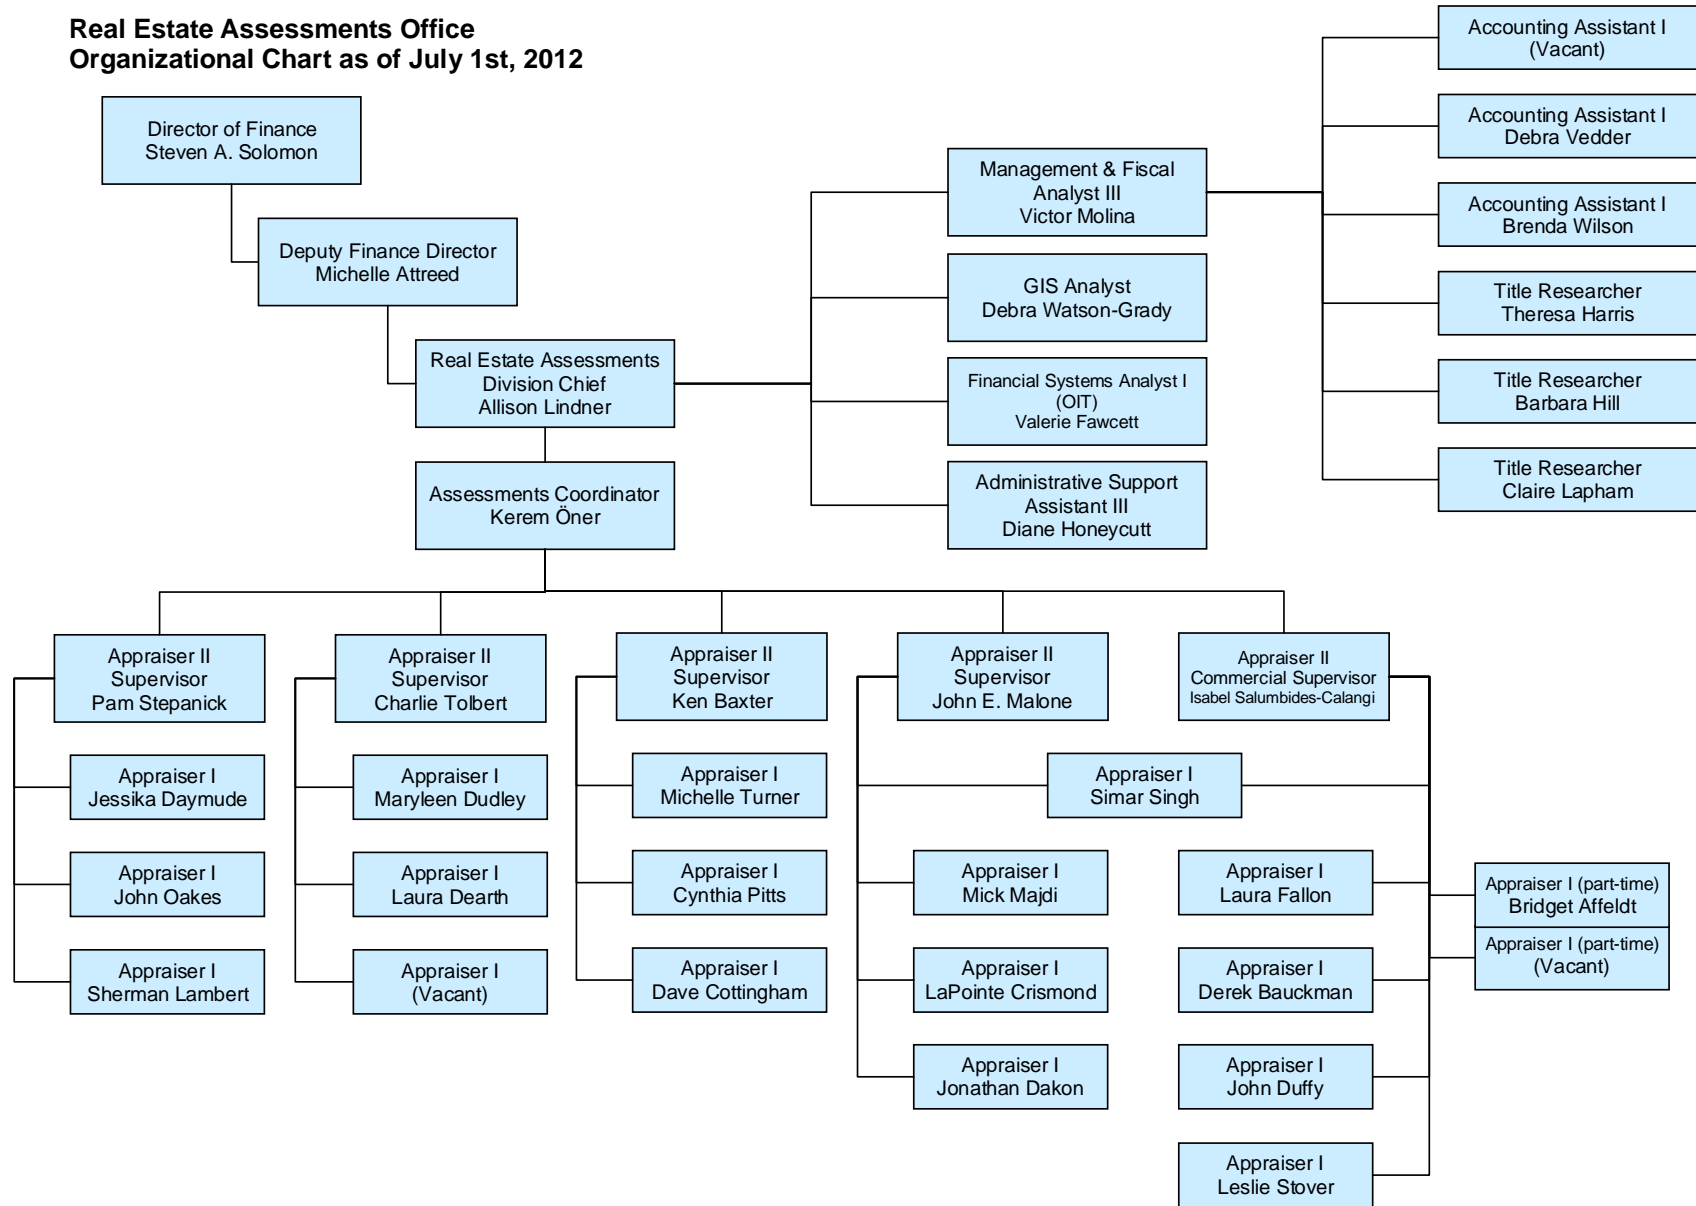 Real Estate Assessments Office
Organizational Chart as of July 1st, 2012
Director of Finance
Steven A. Solomon
Deputy Finance Director
Michelle Attreed
Real Estate Assessments
Division Chief
Allison Lindner
Assessments Coordinator
Kerem Öner
Management & Fiscal
Analyst III
Victor Molina
GIS Analyst
Debra Watson-Grady
Financial Systems Analyst I
(OIT)
Valerie Fawcett
Administrative Support
Assistant III
Diane Honeycutt
Accounting Assistant I
(Vacant)
Accounting Assistant I
Debra Vedder
Accounting Assistant I
Brenda Wilson
Title Researcher
Theresa Harris
Title Researcher
Barbara Hill
Title Researcher
Claire Lapham
Appraiser II
Supervisor
Pam Stepanick
Appraiser I
Jessika Daymude
Appraiser I
John Oakes
Appraiser I
Sherman Lambert
Appraiser II
Supervisor
Charlie Tolbert
Appraiser I
Maryleen Dudley
Appraiser I
Laura Dearth
Appraiser I
(Vacant)
Appraiser II
Supervisor
Ken Baxter
Appraiser I
Michelle Turner
Appraiser I
Cynthia Pitts
Appraiser I
Dave Cottingham
Appraiser II
Supervisor
John E. Malone
Appraiser I
Simar Singh
Appraiser I
Mick Majdi
Appraiser I
LaPointe Crismond
Appraiser I
Jonathan Dakon
Appraiser II
Commercial Supervisor
Isabel Salumbides-Calangi
Appraiser I
Laura Fallon
Appraiser I
Derek Bauckman
Appraiser I
John Duffy
Appraiser I
Leslie Stover
Appraiser I (part-time)
Bridget Affeldt
Appraiser I (part-time)
(Vacant)